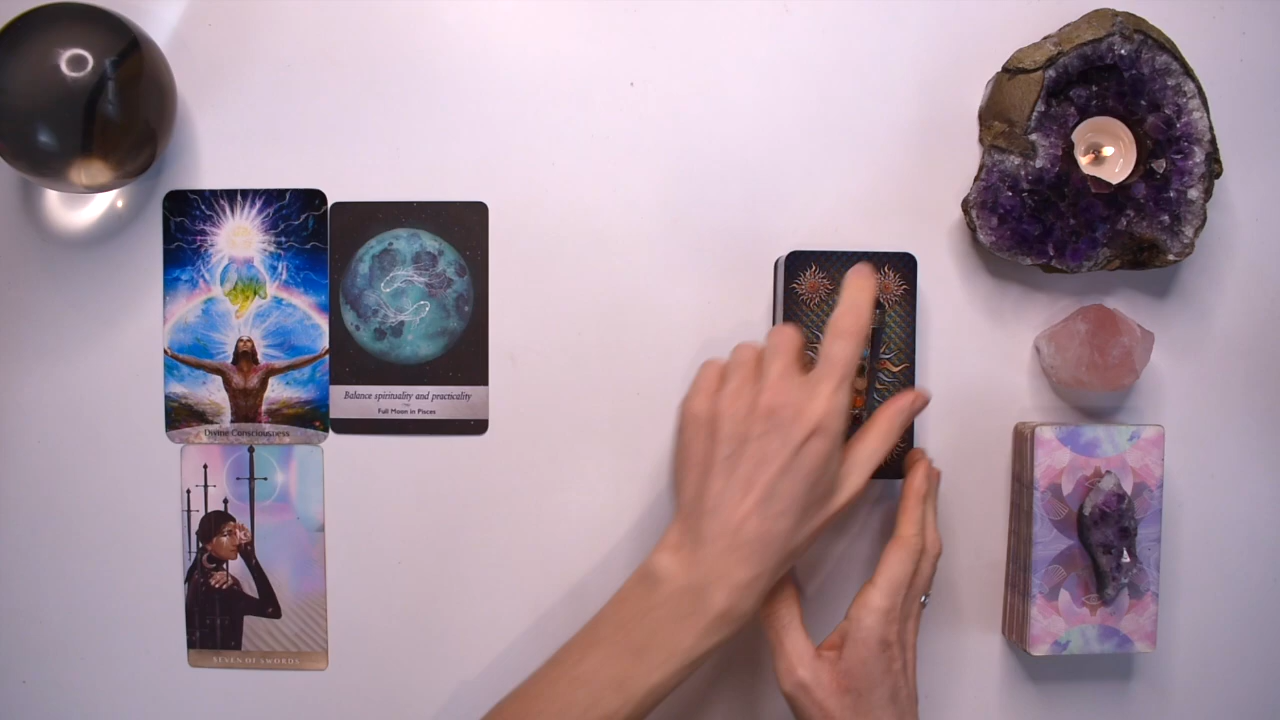 Divine Consciousness
Balance spirituality and practicality
Full Moon in Pisces
SEVEN OF SWORDS